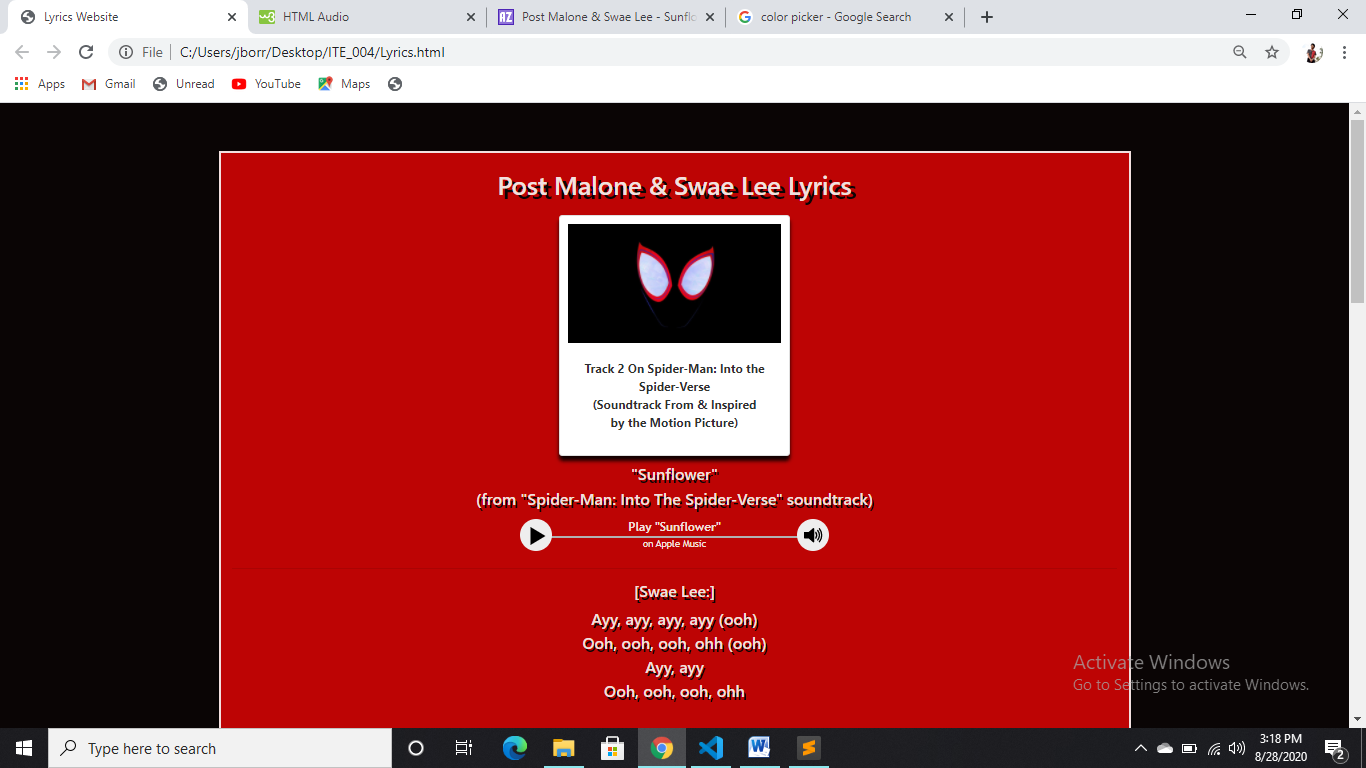 Lyrics Website
HTML Audio
Post Malone & Swae Lee - Sunflo
color picker - Google Search
File
C:/Users/jborr/Desktop/ITE_004/Lyrics.html
Apps
Gmail
Unread
YouTube
Maps
Post Malone & Swae Lee Lyrics
Track 2 On Spider-Man: Into the
Spider-Verse
(Soundtrack From & Inspired
by the Motion Picture)
"Sunflower"
(from "Spider-Man: Into The Spider-Verse" soundtrack)
Play "Sunflower"
on Apple Music
[Swae Lee:]
Ayy, ayy, ayy, ayy (ooh)
Ooh, ooh, ooh, ohh (ooh)
Ayy, ayy
Ooh, ooh, ooh, ohh
Activate Windows
Go to Settings to activate Windows.
Type here to search
3:18 PM
8/28/2020
2